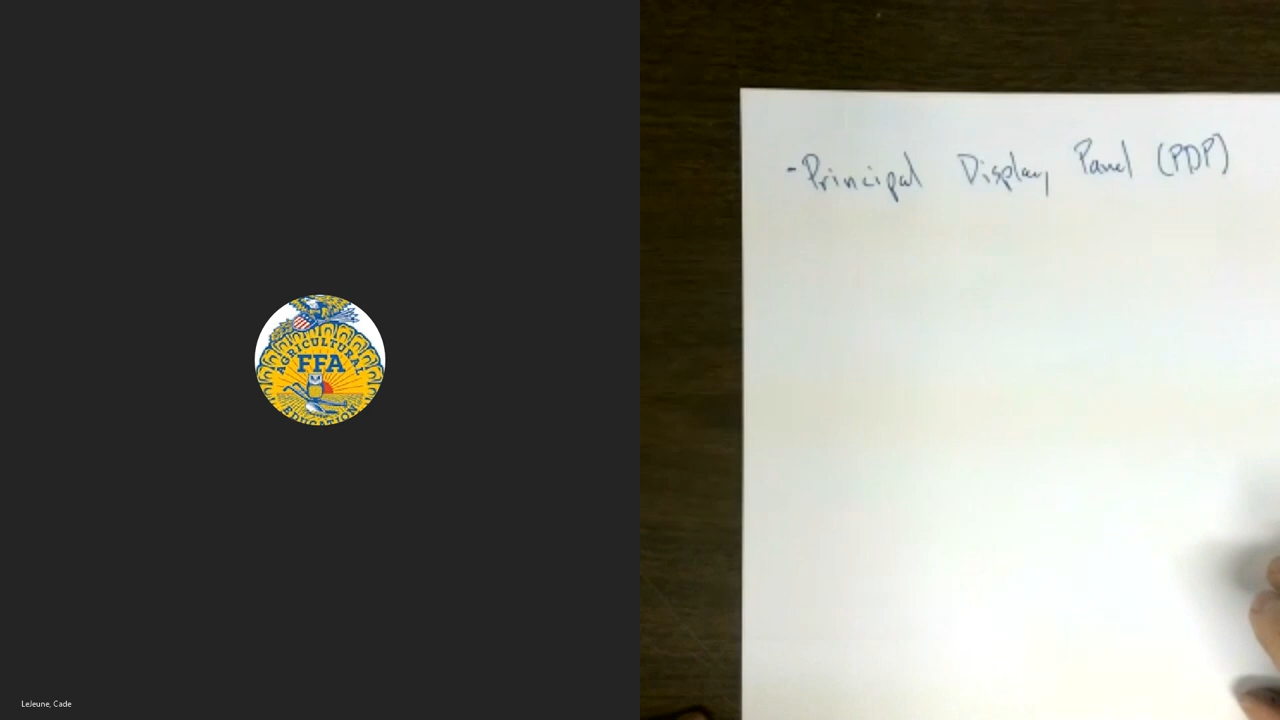 AGRICULTURAL
FFA
EDUCATION
LeJeune, Cade
-Principal Display Panel (PDP)